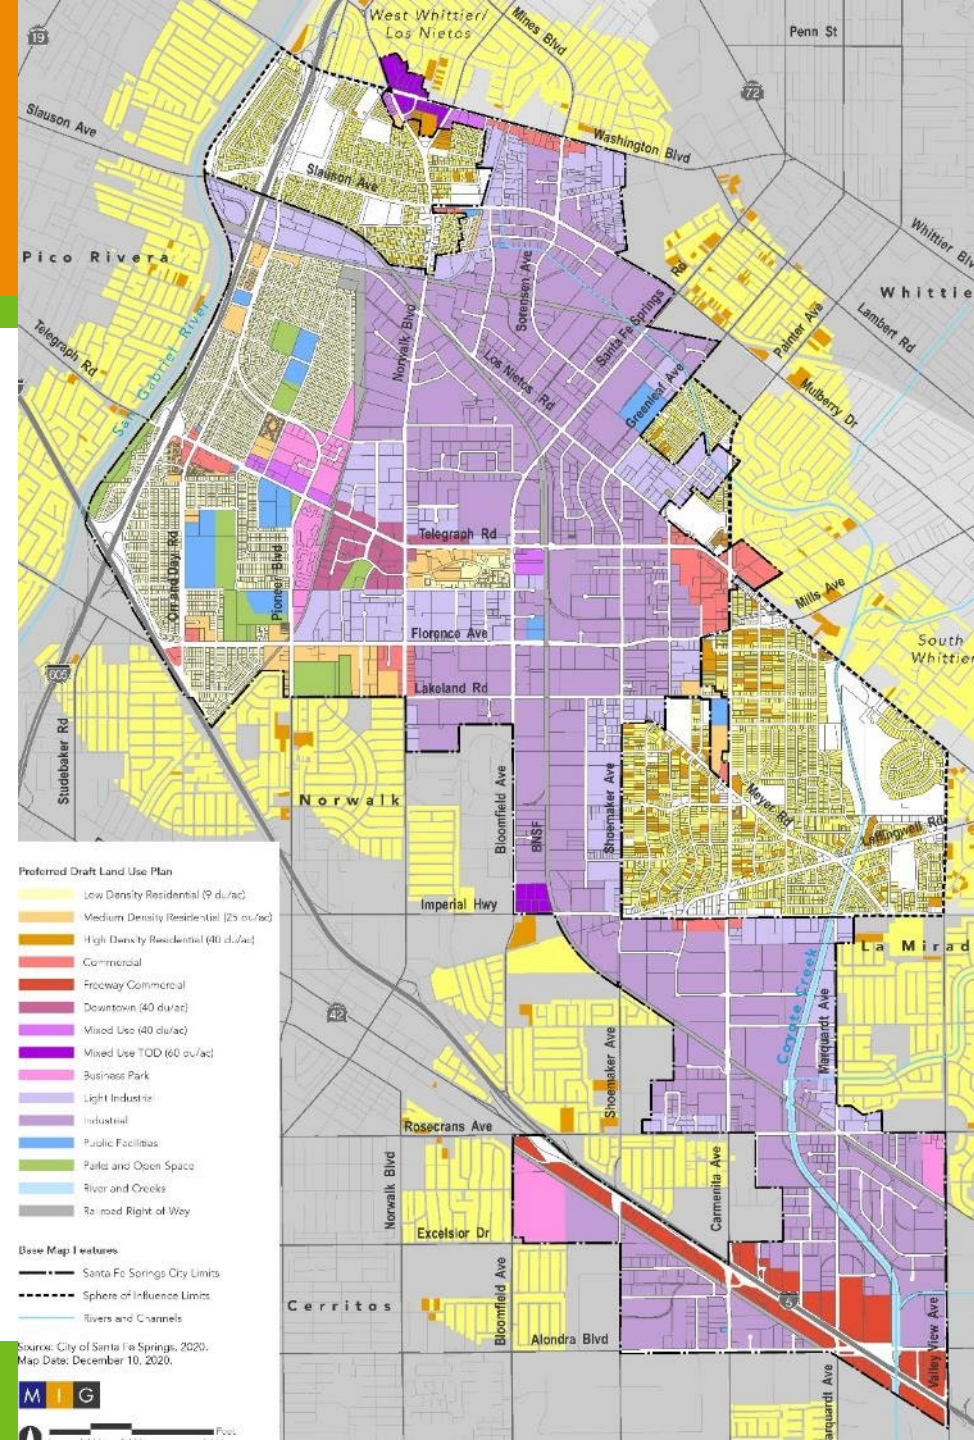 West Whittier/
Los Nietos
Mines Blvd
Penn St
19
72
Slauson Ave
Washington Blvd
Slauson Ave
Pico Rivera
Whittier Blv
Whittie
Telegraph Rd
San Gabriel River
Norwalk Blvd
Sorensen Ave
Santa Fe Springs
Rd
Painter Ave
Lambert Rd
Los Nietos Rd
Greenleaf Ave
Mulberry Dr
Telegraph Rd
Orr and Day Rd
Pioneer Blvd
Mills Ave
Florence Ave
South
Whittier
605
Lakeland Rd
Studebaker Rd
Norwalk
Bloomfield Ave
BNSF
Shoemaker Ave
Meyer Rd
Leffingwell Rd
Imperial Hwy
La Mirad
42
Coyote Creek
Marquardt Ave
Shoemaker Ave
Rosecrans Ave
Norwalk Blvd
Carmenita Ave
Excelsior Dr
Cerritos
Bloomfield Ave
5
Alondra Blvd
Valley View Ave
arquardt Ave
Preferred Draft Land Use Plan
Low Density Residential (9 du/ac)
Medium Density Residential (25 du/ac)
High Density Residential (40 du/ac)
Commercial
Freeway Commercial
Downtown (40 du/ac)
Mixed Use (40 du/ac)
Mixed Use TOD (60 du/ac)
Business Park
Light Industrial
Industrial
Public Facilities
Parks and Open Space
River and Creeks
Railroad Right-of-Way
Base Map Features
Santa Fe Springs City Limits
Sphere of Influence Limits
Rivers and Channels
Source: City of Santa Fe Springs, 2020.
Map Date: December 10, 2020.
M I G
Feet